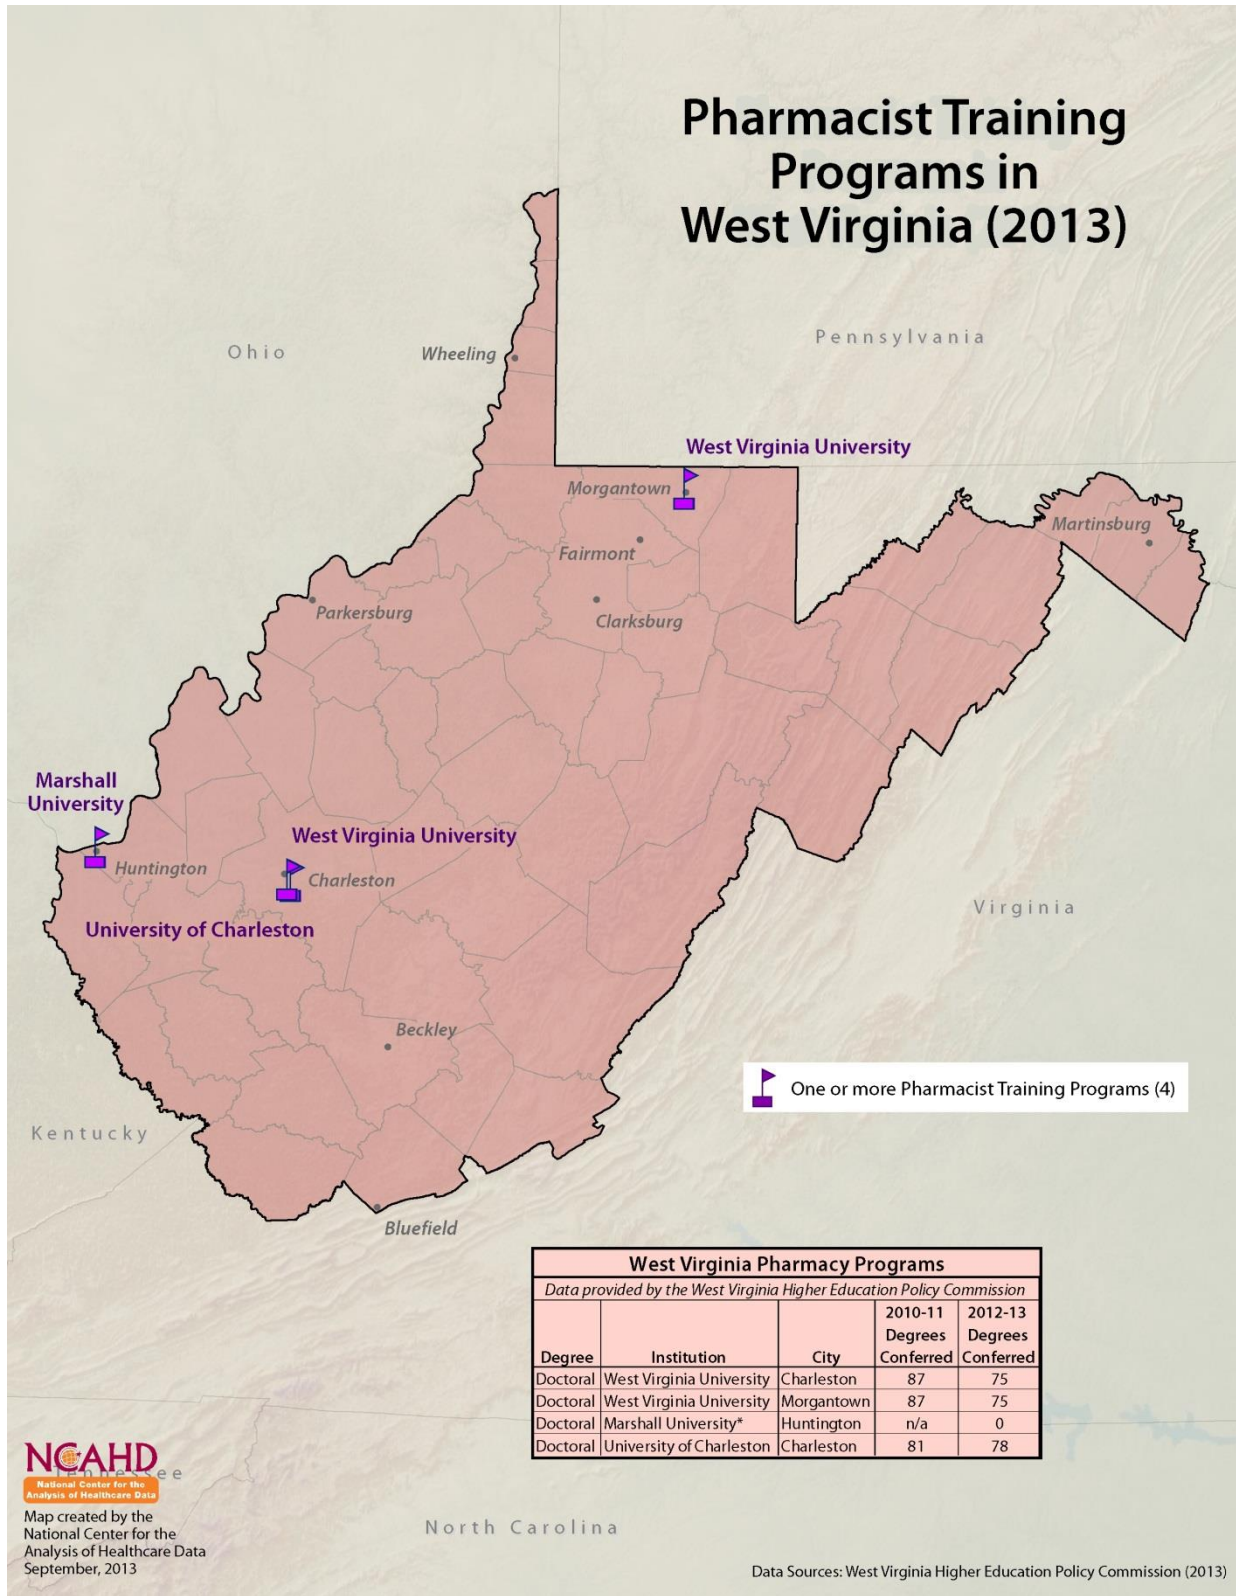 Pharmacist Training
Programs in
West Virginia (2013)
Ohio
Wheeling
Pennsylvania
West Virginia University
Morgantown
Fairmont
Martinsburg
Parkersburg
Clarksburg
Marshall
University
West Virginia University
Huntington
Charleston
University of Charleston
Virginia
Beckley
One or more Pharmacist Training Programs (4)
Kentucky
Bluefield
West Virginia Pharmacy Programs
Data provided by the West Virginia Higher Education Policy Commission
Degree Institution City 2010-11 Degrees Conferred 2012-13 Degrees Conferred
Doctoral West Virginia University Charleston 87 75
Doctoral West Virginia University Morgantown 87 75
Doctoral Marshall University* Huntington n/a 0
Doctoral University of Charleston Charleston 81 78
NCAHD
Tennessee
National Center for the
Analysis of Healthcare Data
Map created by the
National Center for the
Analysis of Healthcare Data
September, 2013
North Carolina
Data Sources: West Virginia Higher Education Policy Commission (2013)